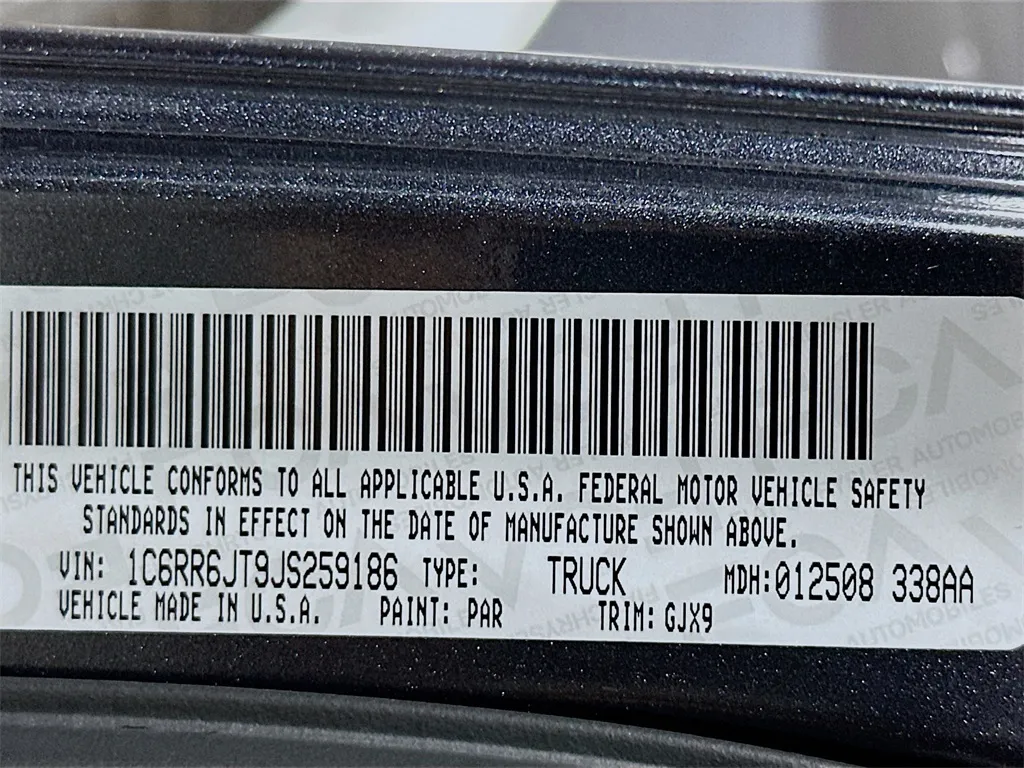 THIS VEHICLE CONFORMS TO ALL APPLICABLE U.S.A. FEDERAL MOTOR VEHICLE SAFETY
STANDARDS IN EFFECT ON THE DATE OF MANUFACTURE SHOWN ABOVE.
VIN: 1C6RR6JT9JS259186 TYPE: TRUCK MDH:012508 338AA
VEHICLE MADE IN U.S.A. PAINT: PAR TRIM: GJX9